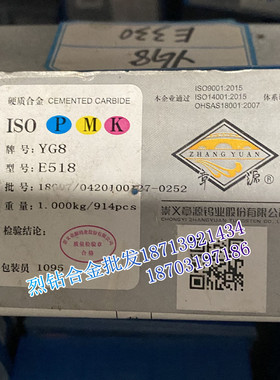 YG8
E330
硬质合金 CEMENTED CARBIDE
ISO P M K
牌号: YG8
型号: E518
批号:
重量: 1.000kg/914pcs
检验结论:
包装员 1095
本企业通过
ISO9001:2015
ISO14001:2015
OHSAS18001:2007
体系
ZHANG YUAN
章源
®
崇义章源钨业股份有限公司
烈钻合金批发18713921434
18703197186